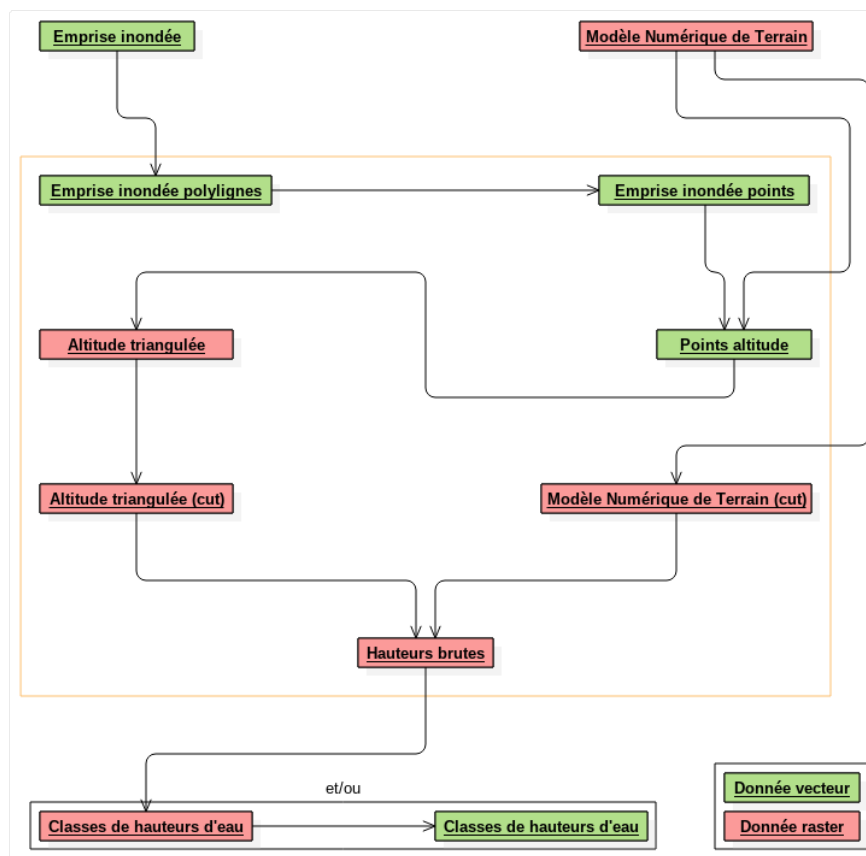 Emprise inondée
Modèle Numérique de Terrain
Emprise inondée polylignes
Emprise inondée points
Altitude triangulée
Points altitude
Altitude triangulée (cut)
Modèle Numérique de Terrain (cut)
Hauteurs brutes
et/ou
Classes de hauteurs d'eau
Classes de hauteurs d'eau
Donnée vecteur
Donnée raster